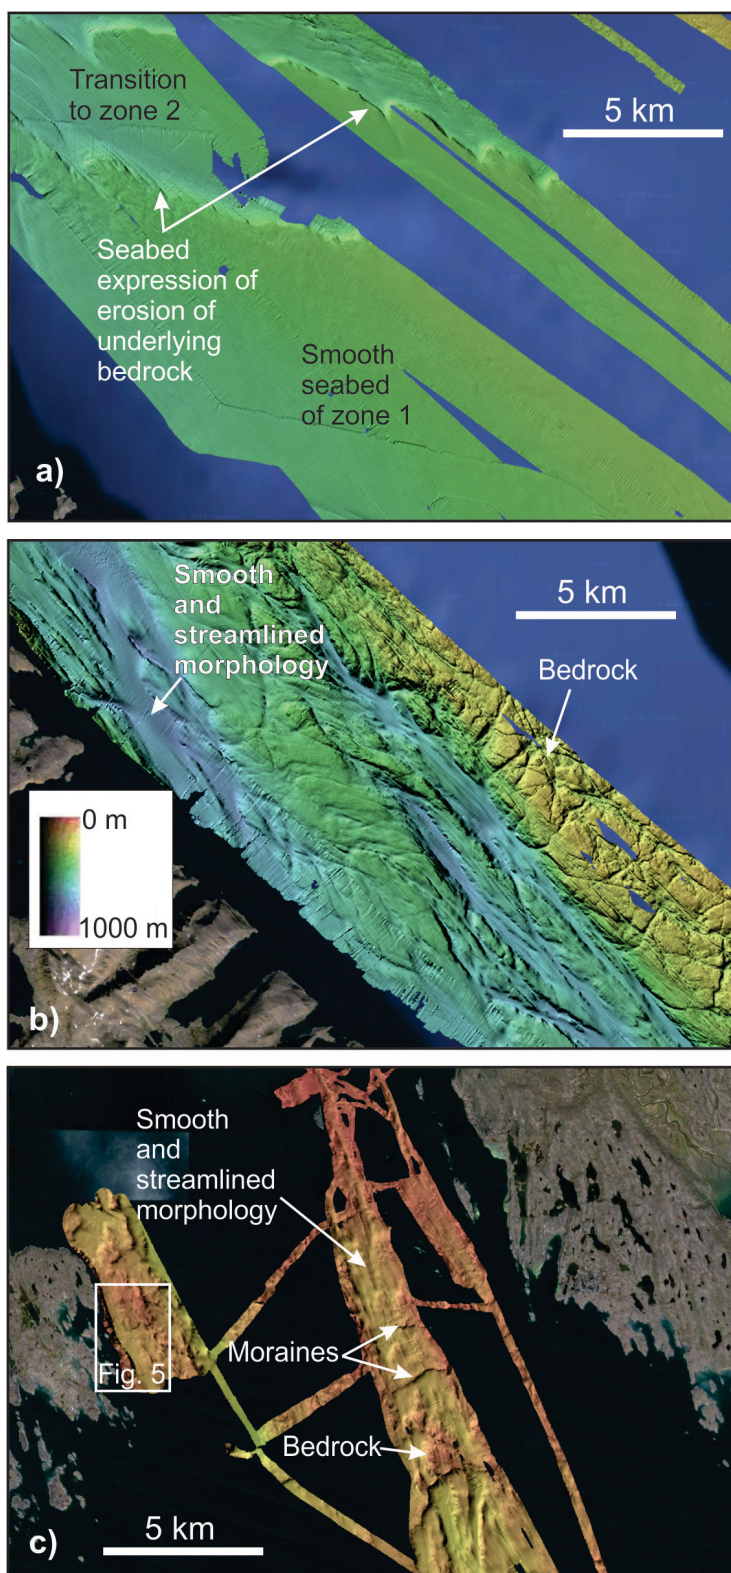 Transition
to zone 2
5 km
Seabed
expression of
erosion of
underlying
bedrock
Smooth
seabed
of zone 1
a)
Smooth
and
streamlined
morphology
5 km
Bedrock
0 m
1000 m
b)
Smooth
and
streamlined
morphology
Moraines
Fig. 5
Bedrock
5 km
c)